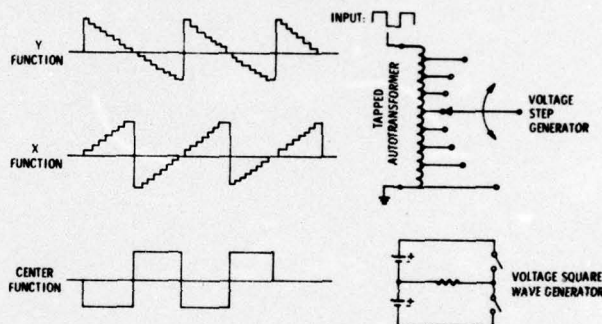 INPUT:
Y
FUNCTION
TAPPED
AUTOTRANSFORMER
VOLTAGE
STEP
GENERATOR
X
FUNCTION
CENTER
FUNCTION
VOLTAGE SQUARE
WAVE GENERATOR